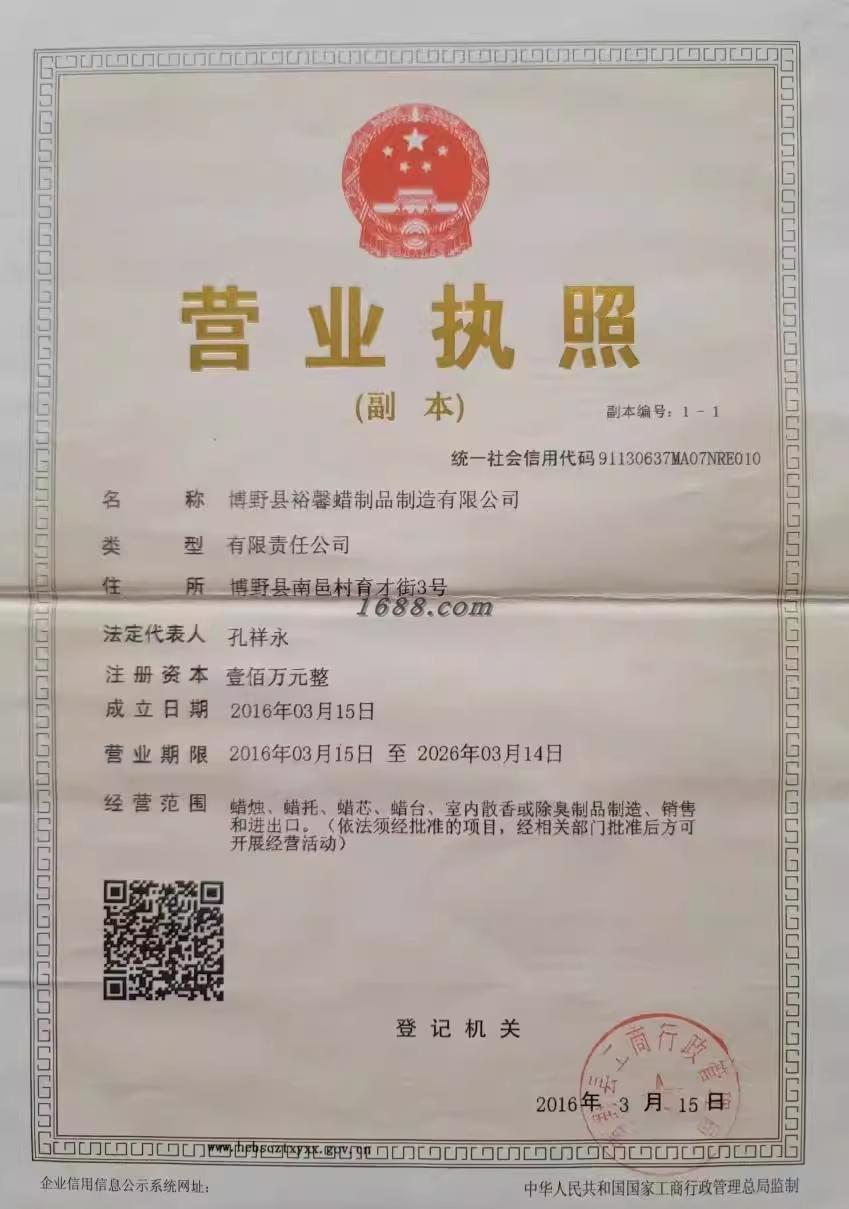 营业执照
(副 本)
副本编号：1-1
统一社会信用代码 91130637MA07NRE010
名 称 博野县裕馨蜡制品制造有限公司
类 型 有限责任公司
住 所 博野县南邑村育才街3号
1688.com
法定代表人 孔祥永
注册资本 壹佰万元整
成立日期 2016年03月15日
营业期限 2016年03月15日 至 2026年03月14日
经营范围 蜡烛、蜡托、蜡芯、蜡台、室内散香或除臭制品制造、销售
和进出口。（依法须经批准的项目，经相关部门批准后方可
开展经营活动）
登记机关
工商行政管
2016年 3 月 15 日
www.hebscztxyxx.gov.cn
企业信用信息公示系统网址：
中华人民共和国国家工商行政管理总局监制